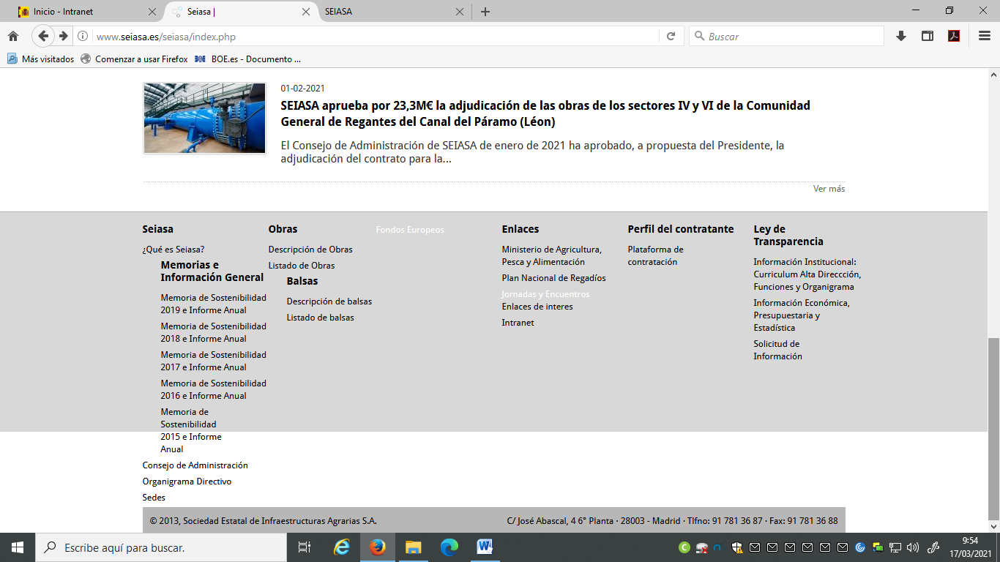 Inicio - Intranet
Seiasa |
SEIASA
www.seiasa.es/seiasa/index.php
Buscar
Más visitados
Comenzar a usar Firefox
BOE.es - Documento ...
01-02-2021
SEIASA aprueba por 23,3M€ la adjudicación de las obras de los sectores IV y VI de la Comunidad
General de Regantes del Canal del Páramo (Léon)
El Consejo de Administración de SEIASA de enero de 2021 ha aprobado, a propuesta del Presidente, la
adjudicación del contrato para la...
Ver más
Seiasa
¿Qué es Seiasa?
Memorias e
Información General
Memoria de Sostenibilidad
2019 e Informe Anual
Memoria de Sostenibilidad
2018 e Informe Anual
Memoria de Sostenibilidad
2017 e Informe Anual
Memoria de Sostenibilidad
2016 e Informe Anual
Memoria de
Sostenibilidad
2015 e Informe
Anual
Consejo de Administración
Organigrama Directivo
Sedes
Obras
Descripción de Obras
Listado de Obras
Balsas
Descripción de balsas
Listado de balsas
Fondos Europeos
Enlaces
Ministerio de Agricultura,
Pesca y Alimentación
Plan Nacional de Regadíos
Jornadas y Encuentros
Enlaces de interes
Intranet
Perfil del contratante
Plataforma de
contratación
Ley de
Transparencia
Información Institucional:
Curriculum Alta Direccción,
Funciones y Organigrama
Información Económica,
Presupuestaria y
Estadística
Solicitud de
Información
© 2013, Sociedad Estatal de Infraestructuras Agrarias S.A.
C/ José Abascal, 4 6° Planta · 28003 - Madrid · Tlfno: 91 781 36 87 · Fax: 91 781 36 88
Escribe aquí para buscar.
9:54
17/03/2021